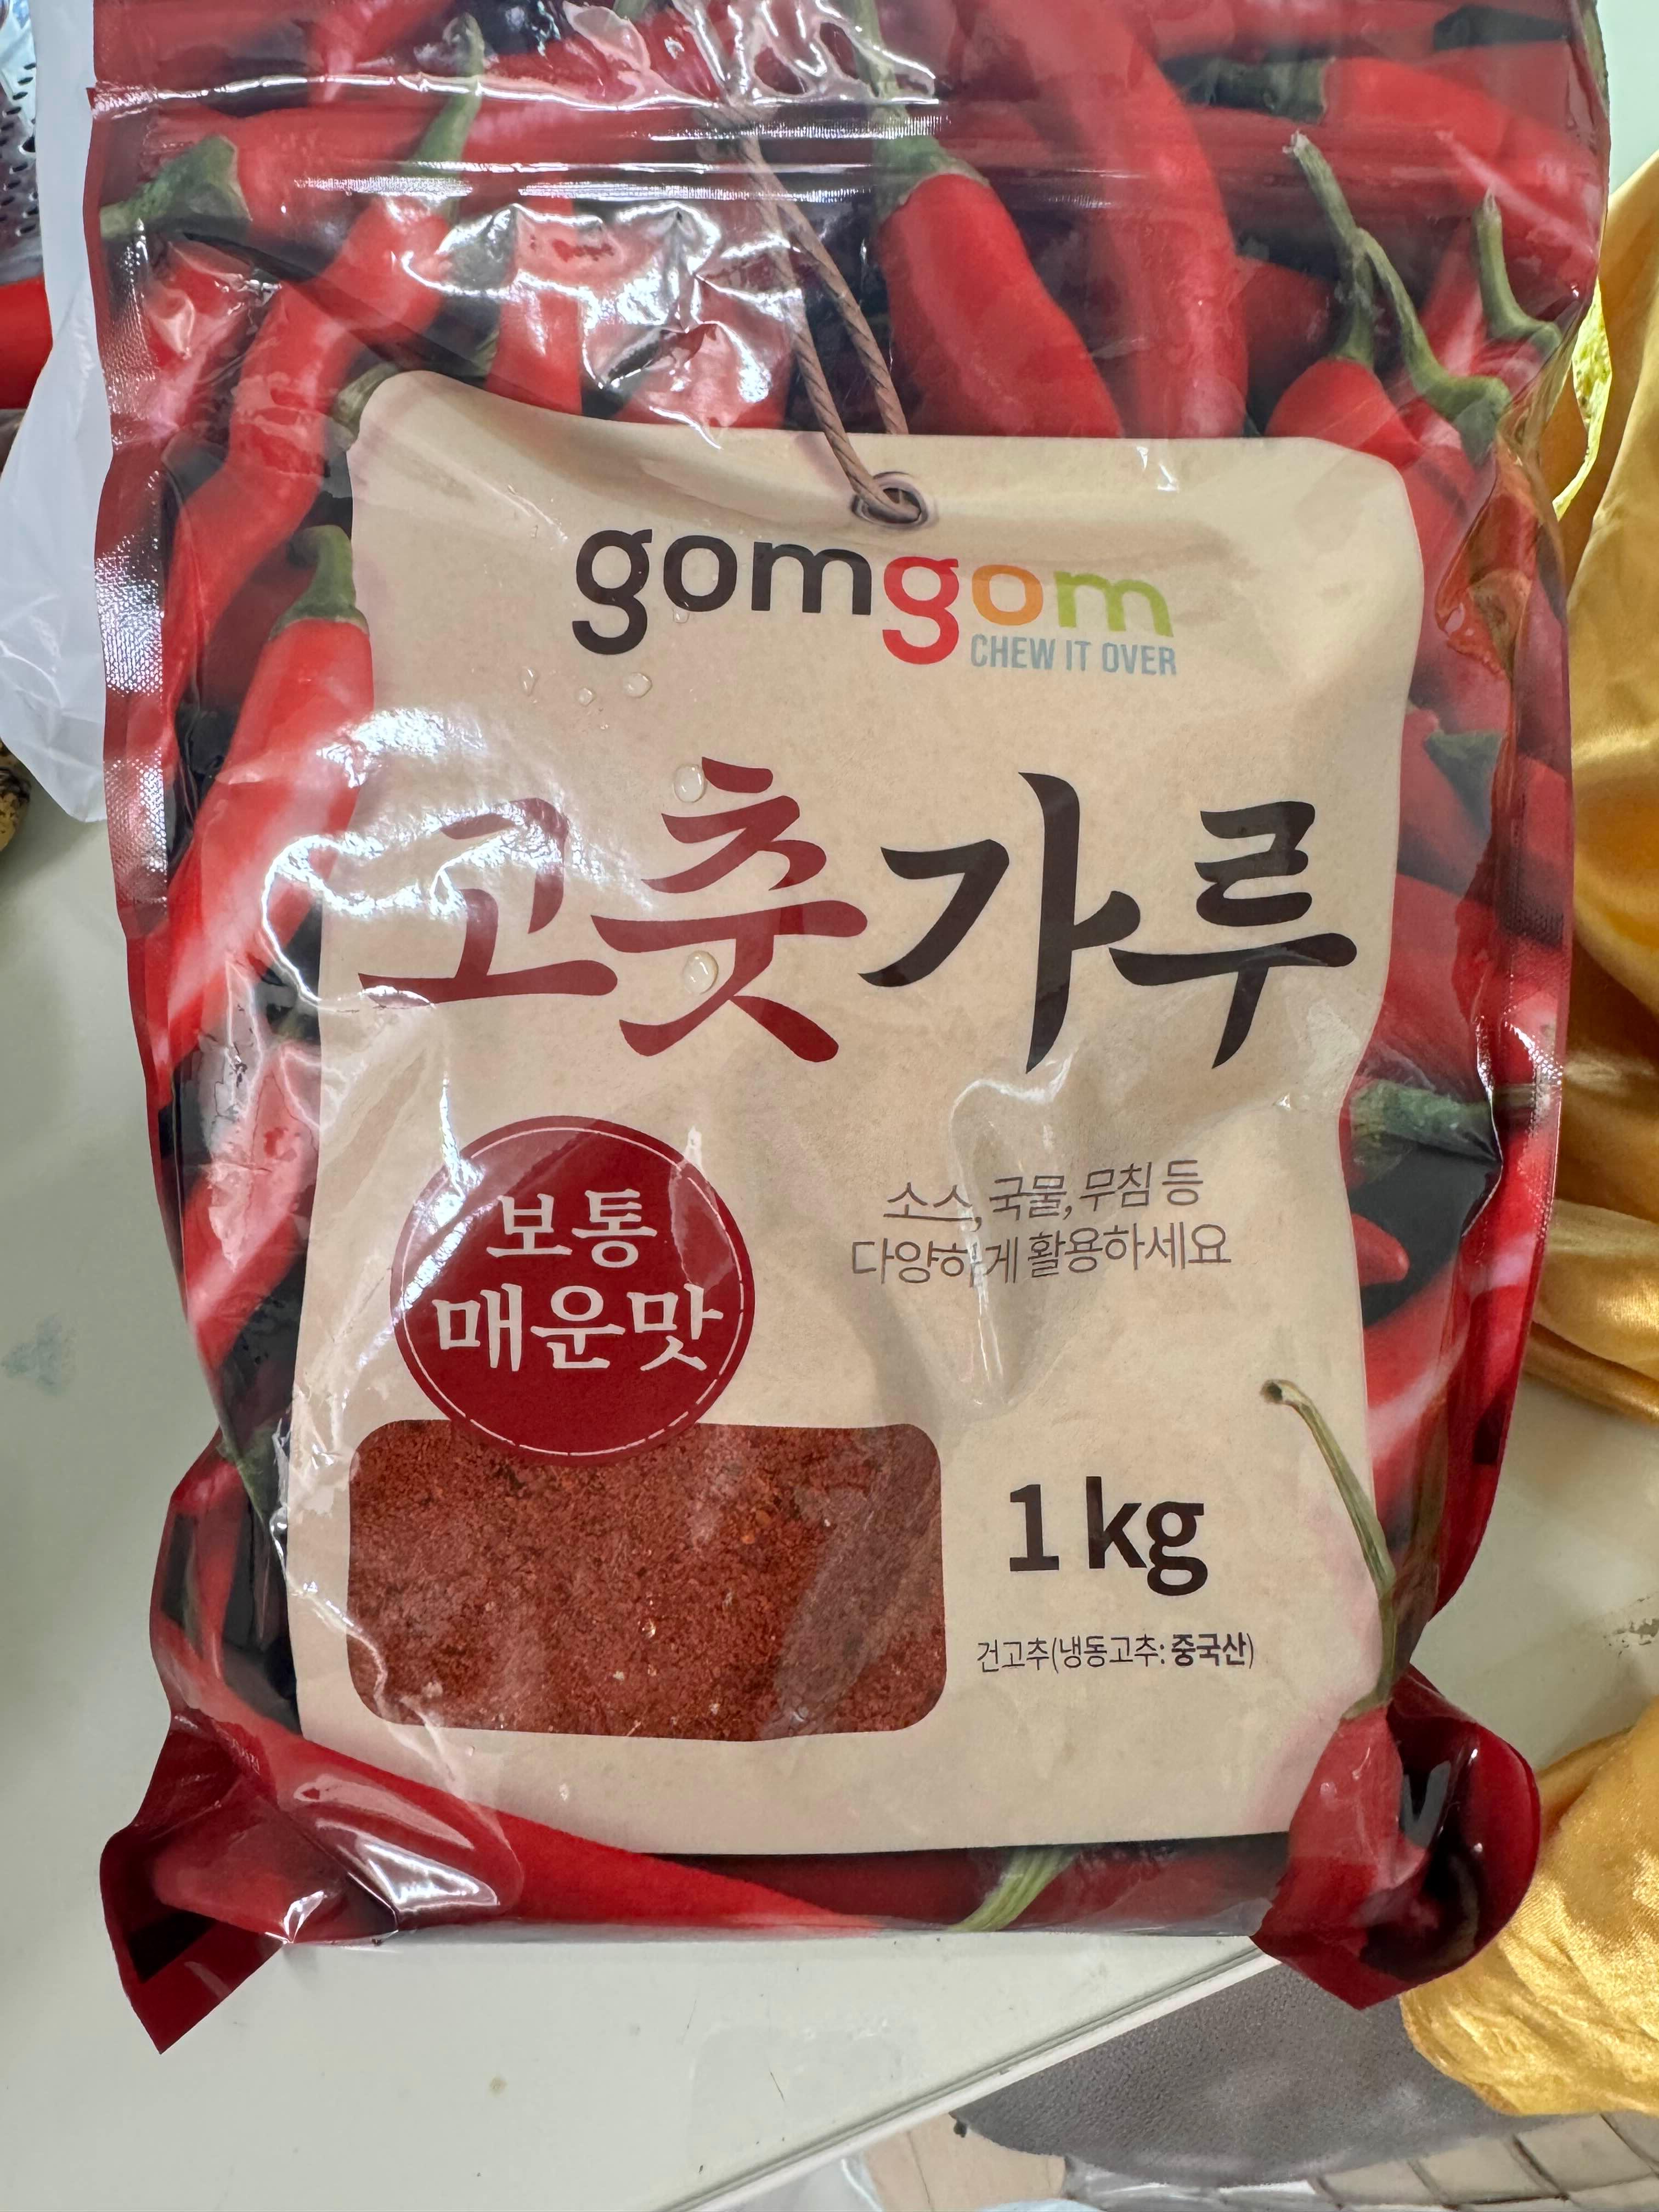 gomgom
CHEW IT OVER
고춧가루
보통
매운맛
소스, 국물, 무침 등
다양하게 활용하세요
1 kg
건고추(냉동고추: 중국산)